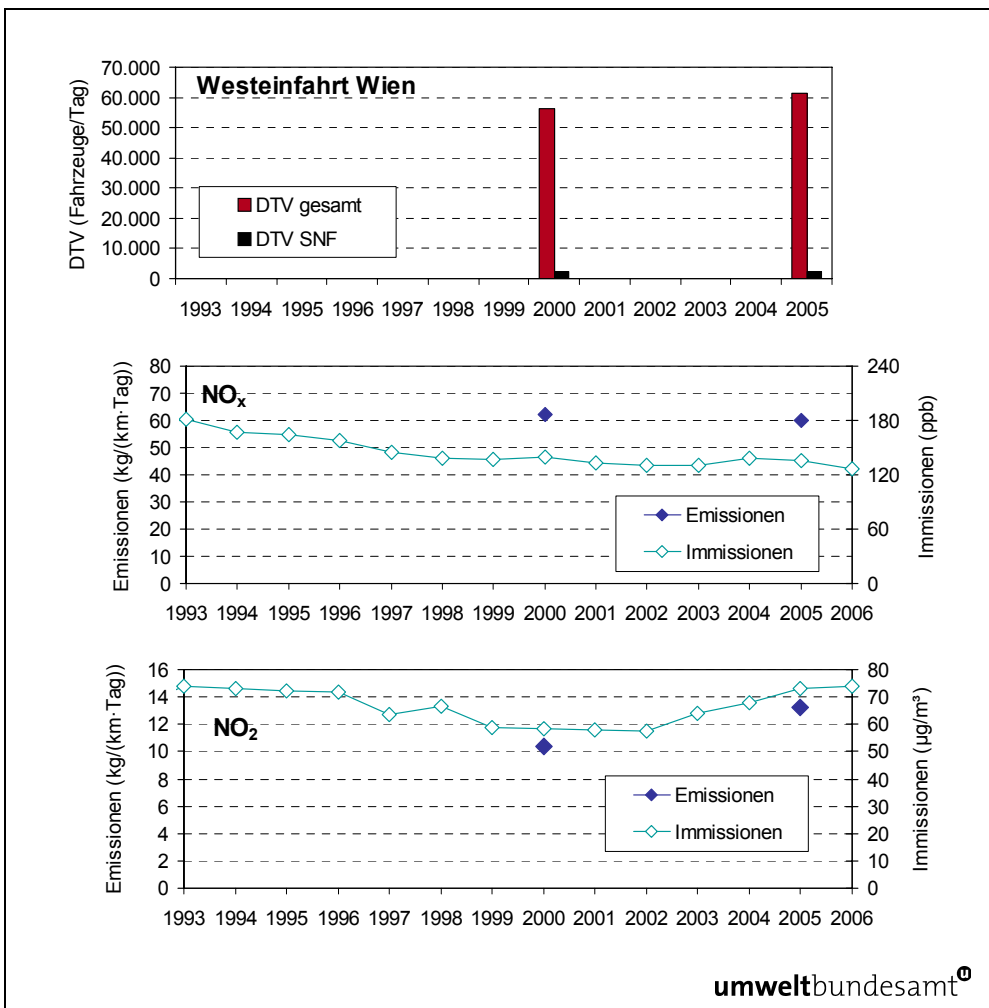 Westeinfahrt Wien
DTV (Fahrzeuge/Tag)
70.000
60.000
50.000
40.000
30.000
20.000
10.000
0
DTV gesamt
DTV SNF
1993 1994 1995 1996 1997 1998 1999 2000 2001 2002 2003 2004 2005
NOx
Emissionen (kg/(km·Tag))
80
70
60
50
40
30
20
10
0
Emissionen
Immissionen
240
180
120
60
0
Immissionen (ppb)
1993 1994 1995 1996 1997 1998 1999 2000 2001 2002 2003 2004 2005 2006
NO2
Emissionen (kg/(km·Tag))
16
14
12
10
8
6
4
2
0
Emissionen
Immissionen
80
70
60
50
40
30
20
10
0
Immissionen (µg/m³)
1993 1994 1995 1996 1997 1998 1999 2000 2001 2002 2003 2004 2005 2006
umweltbundesamt u